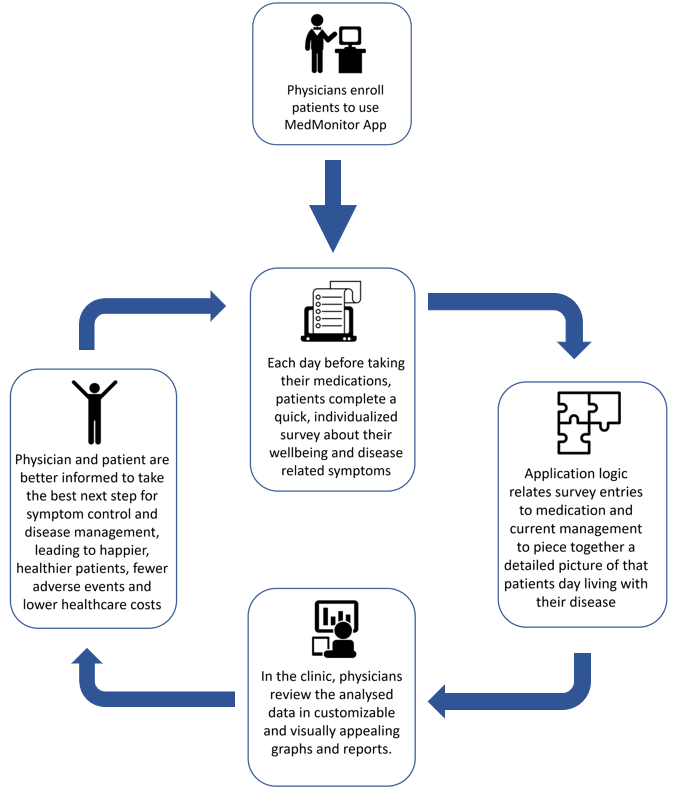 Physicians enroll
patients to use
MedMonitor App
Each day before taking
their medications,
patients complete a
quick, individualized
survey about their
wellbeing and disease
related symptoms
Application logic
relates survey entries
to medication and
current management
to piece together a
detailed picture of that
patients day living with
their disease
In the clinic, physicians
review the analysed
data in customizable
and visually appealing
graphs and reports.
Physician and patient are
better informed to take
the best next step for
symptom control and
disease management,
leading to happier,
healthier patients, fewer
adverse events and
lower healthcare costs